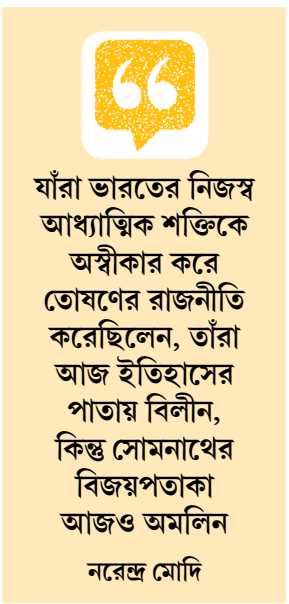 যাঁরা ভারতের নিজস্ব
আধ্যাত্মিক শক্তিকে
অস্বীকার করে
তোষণের রাজনীতি
করেছিলেন, তাঁরা
আজ ইতিহাসের
পাতায় বিলীন,
কিন্তু সোমনাথের
বিজয়পতাকা
আজও অমলিন
নরেন্দ্র মোদি